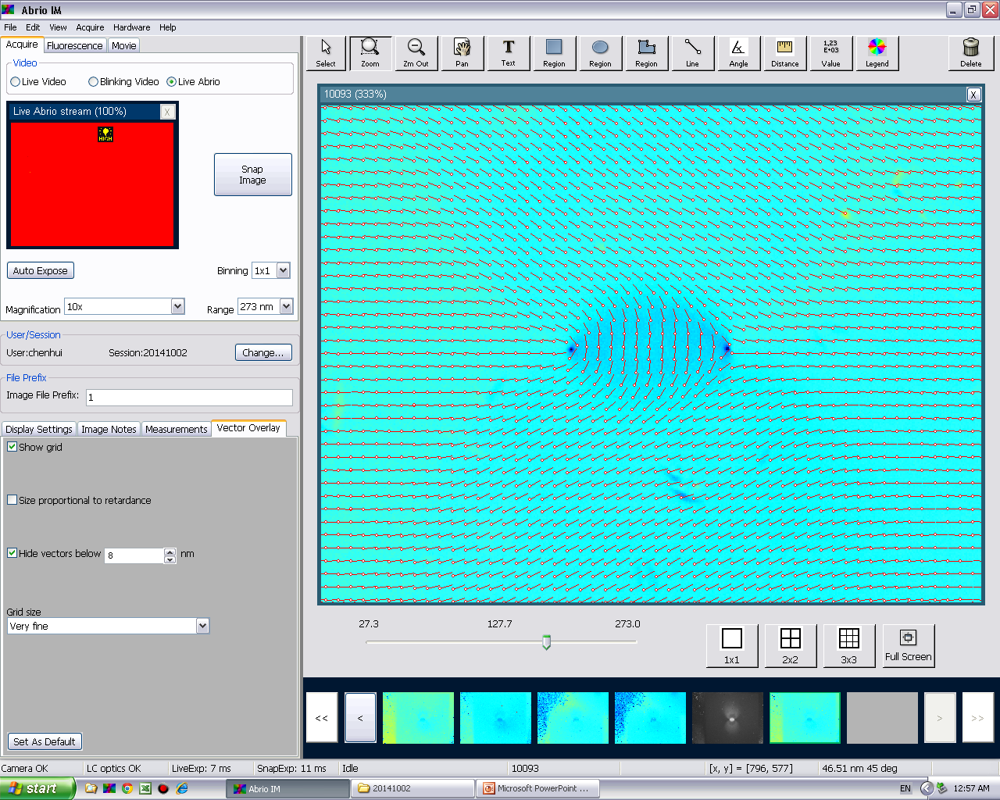 Abrio IM
File Edit View Acquire Hardware Help
Acquire Fluorescence Movie
Video
Live Video Blinking Video Live Abrio
Live Abrio stream (100%) X
HIGH
Snap
Image
Auto Expose Binning 1x1
Magnification 10x Range 273 nm
User/Session
User:chenhui Session:20141002 Change...
File Prefix
Image File Prefix: 1
Display Settings Image Notes Measurements Vector Overlay
Show grid
Size proportional to retardance
Hide vectors below 8 nm
Grid size
Very fine
Set As Default
Select Zoom Zm Out Pan T Text Region Region Region Line Angle Distance 1,23 E+03 Value Legend Delete
10093 (333%) X
27.3 127.7 273.0
1x1 2x2 3x3 Full Screen
<< < > >>
Camera OK LC optics OK LiveExp: 7 ms SnapExp: 11 ms Idle 10093 [x, y] = [796, 577] 46.51 nm 45 deg
start Abrio IM 20141002 Microsoft PowerPoint ... EN 12:57 AM